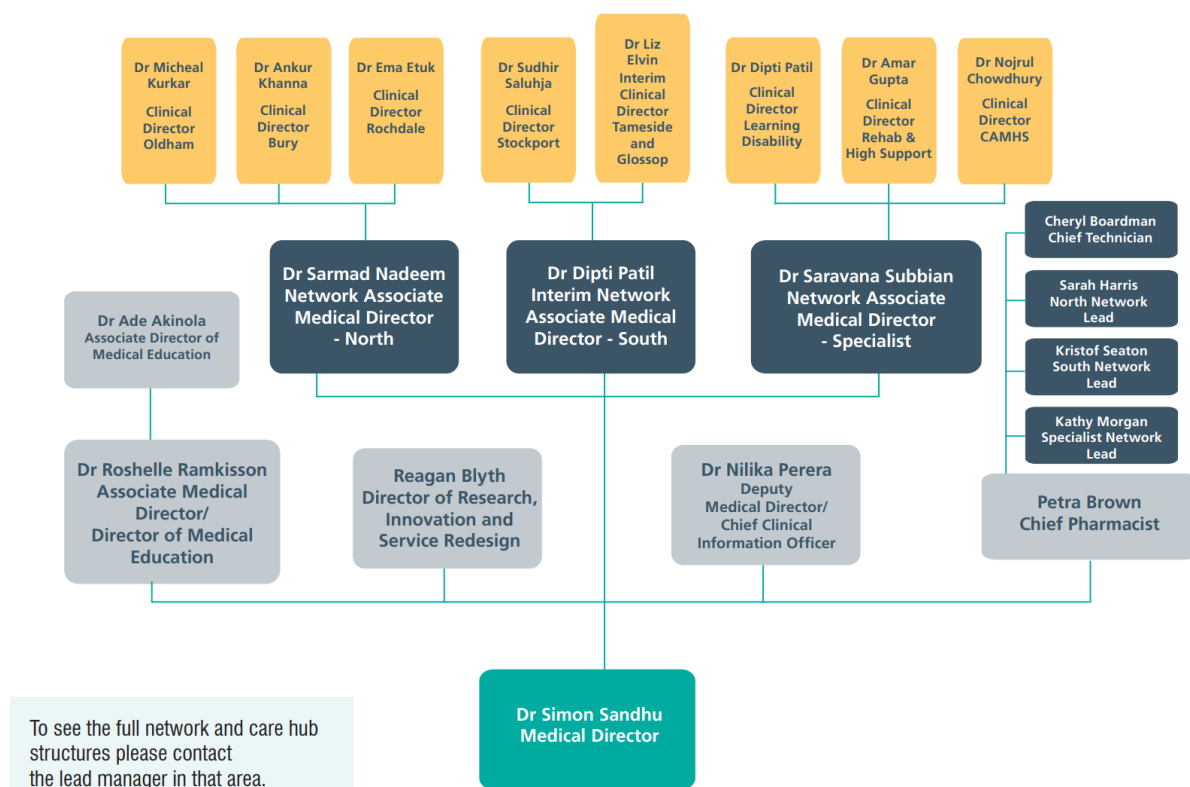 Dr Micheal
Kurkar
Clinical
Director
Oldham
Dr Ankur
Khanna
Clinical
Director
Bury
Dr Ema Etuk
Clinical
Director
Rochdale
Dr Sudhir
Saluhja
Clinical
Director
Stockport
Dr Liz
Elvin
Interim
Clinical
Director
Tameside
and
Glossop
Dr Dipti Patil
Clinical
Director
Learning
Disability
Dr Amar
Gupta
Clinical
Director
Rehab &
High Support
Dr Nojrul
Chowdhury
Clinical
Director
CAMHS
Dr Sarmad Nadeem
Network Associate
Medical Director
- North
Dr Dipti Patil
Interim Network
Associate Medical
Director - South
Dr Saravana Subbian
Network Associate
Medical Director
- Specialist
Cheryl Boardman
Chief Technician
Sarah Harris
North Network
Lead
Kristof Seaton
South Network
Lead
Kathy Morgan
Specialist Network
Lead
Dr Ade Akinola
Associate Director of
Medical Education
Dr Roshelle Ramkisson
Associate Medical
Director/
Director of Medical
Education
Reagan Blyth
Director of Research,
Innovation and
Service Redesign
Dr Nilika Perera
Deputy
Medical Director/
Chief Clinical
Information Officer
Petra Brown
Chief Pharmacist
Dr Simon Sandhu
Medical Director
To see the full network and care hub
structures please contact
the lead manager in that area.